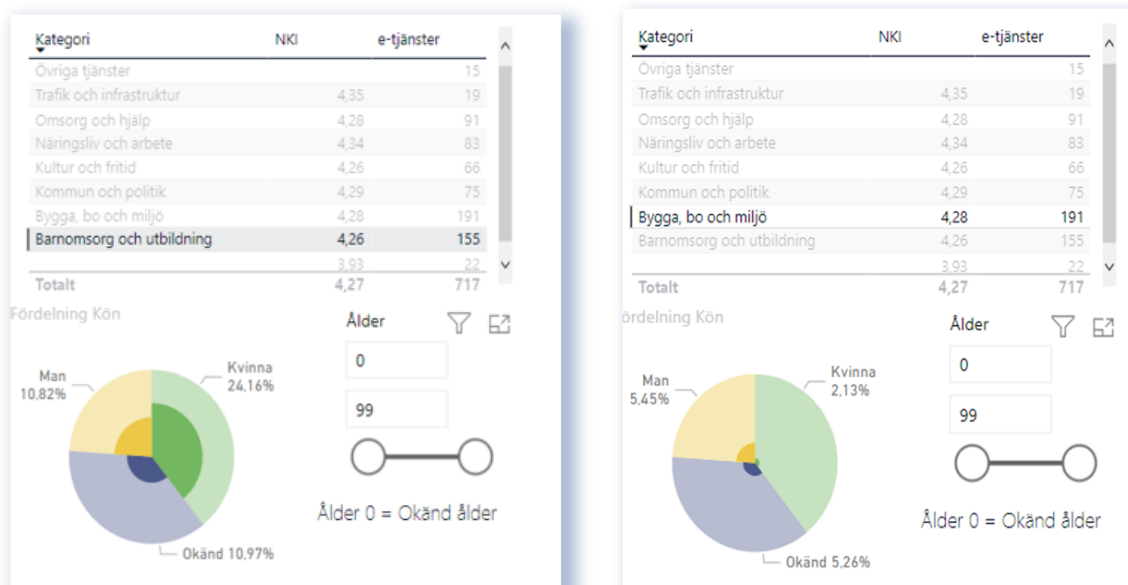 Kategori NKI e-tjänster
Övriga tjänster 15
Trafik och infrastruktur 4,35 19
Omsorg och hjälp 4,28 91
Näringsliv och arbete 4,34 83
Kultur och fritid 4,26 66
Kommun och politik 4,29 75
Bygga, bo och miljö 4,28 191
Barnomsorg och utbildning 4,26 155
3,93 22
Totalt 4,27 717
Fördelning Kön
Ålder
0
99
Man
10,82%
Kvinna
24,16%
Okänd 10,97%
Ålder 0 = Okänd ålder
Kategori NKI e-tjänster
Övriga tjänster 15
Trafik och infrastruktur 4,35 19
Omsorg och hjälp 4,28 91
Näringsliv och arbete 4,34 83
Kultur och fritid 4,26 66
Kommun och politik 4,29 75
Bygga, bo och miljö 4,28 191
Barnomsorg och utbildning 4,26 155
3,93 22
Totalt 4,27 717
ördelning Kön
Ålder
0
99
Man
5,45%
Kvinna
2,13%
Okänd 5,26%
Ålder 0 = Okänd ålder